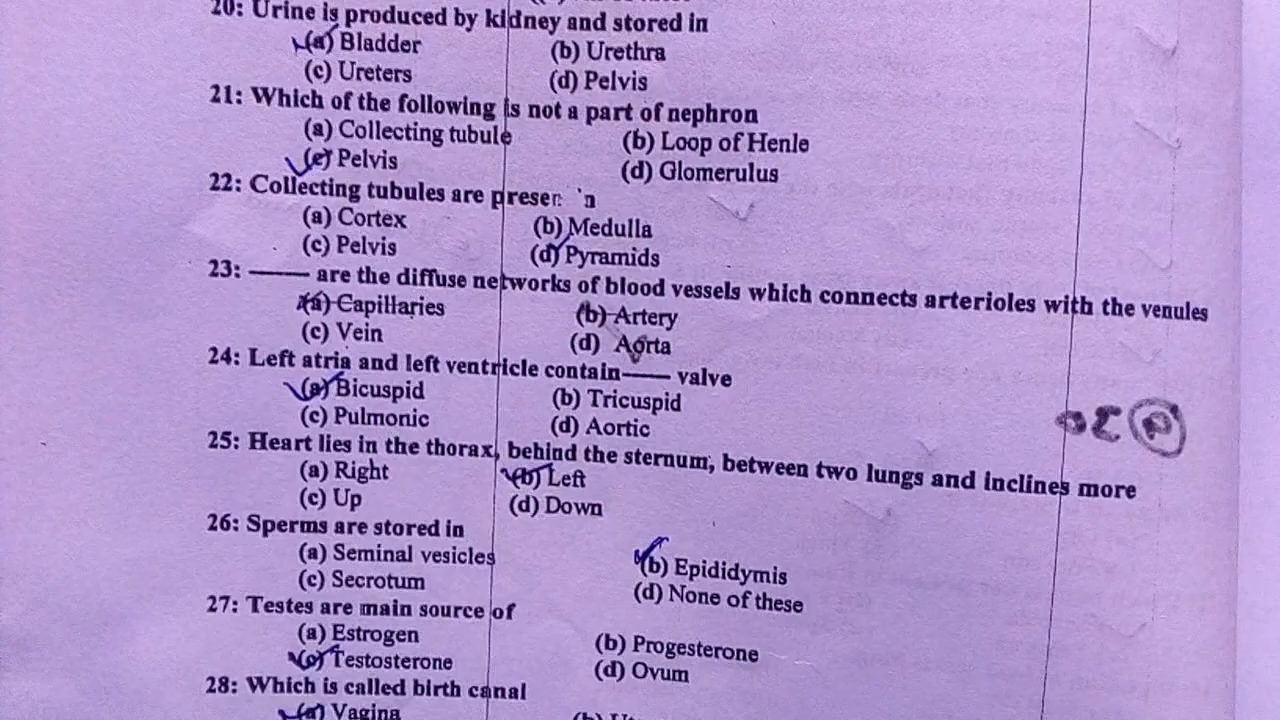 20: Urine is produced by kidney and stored in
(a) Bladder (b) Urethra
(c) Ureters (d) Pelvis
21: Which of the following is not a part of nephron
(a) Collecting tubule (b) Loop of Henle
(c) Pelvis (d) Glomerulus
22: Collecting tubules are presen in
(a) Cortex (b) Medulla
(c) Pelvis (d) Pyramids
23: —— are the diffuse networks of blood vessels which connects arterioles with the venules
(a) Capillaries (b) Artery
(c) Vein (d) Aorta
24: Left atria and left ventricle contain—— valve
(a) Bicuspid (b) Tricuspid
(c) Pulmonic (d) Aortic
25: Heart lies in the thorax, behind the sternum, between two lungs and inclines more
(a) Right (b) Left
(c) Up (d) Down
26: Sperms are stored in
(a) Seminal vesicles (b) Epididymis
(c) Secrotum (d) None of these
27: Testes are main source of
(a) Estrogen (b) Progesterone
(c) Testosterone (d) Ovum
28: Which is called birth canal
(a) Vagina